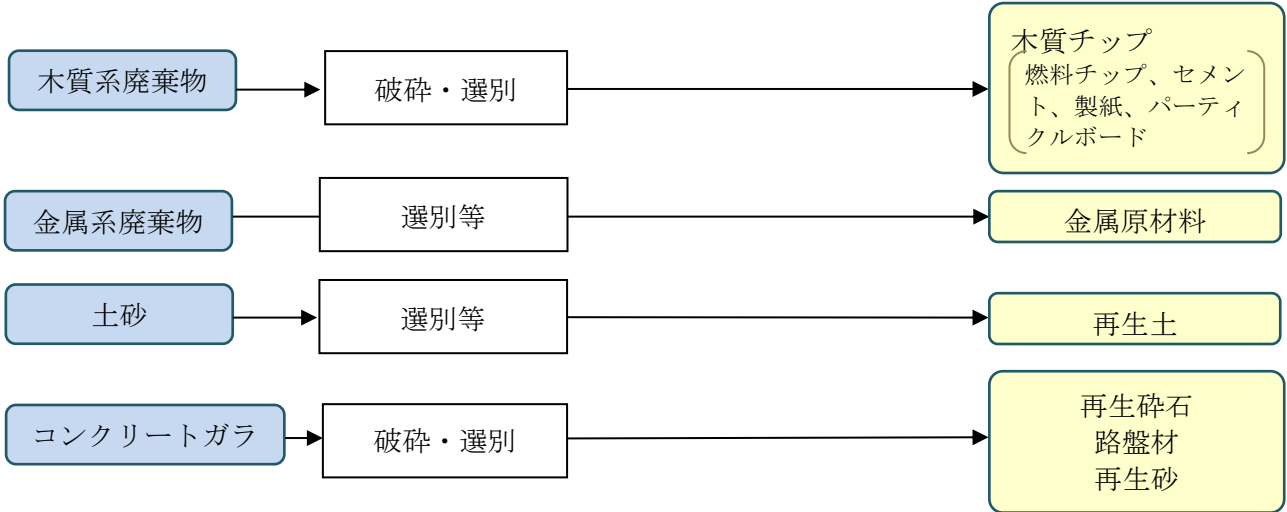 木質系廃棄物
破砕・選別
木質チップ
燃料チップ、セメン
ト、製紙、パーティ
クルボード
金属系廃棄物
選別等
金属原材料
土砂
選別等
再生土
コンクリートガラ
破砕・選別
再生砕石
路盤材
再生砂